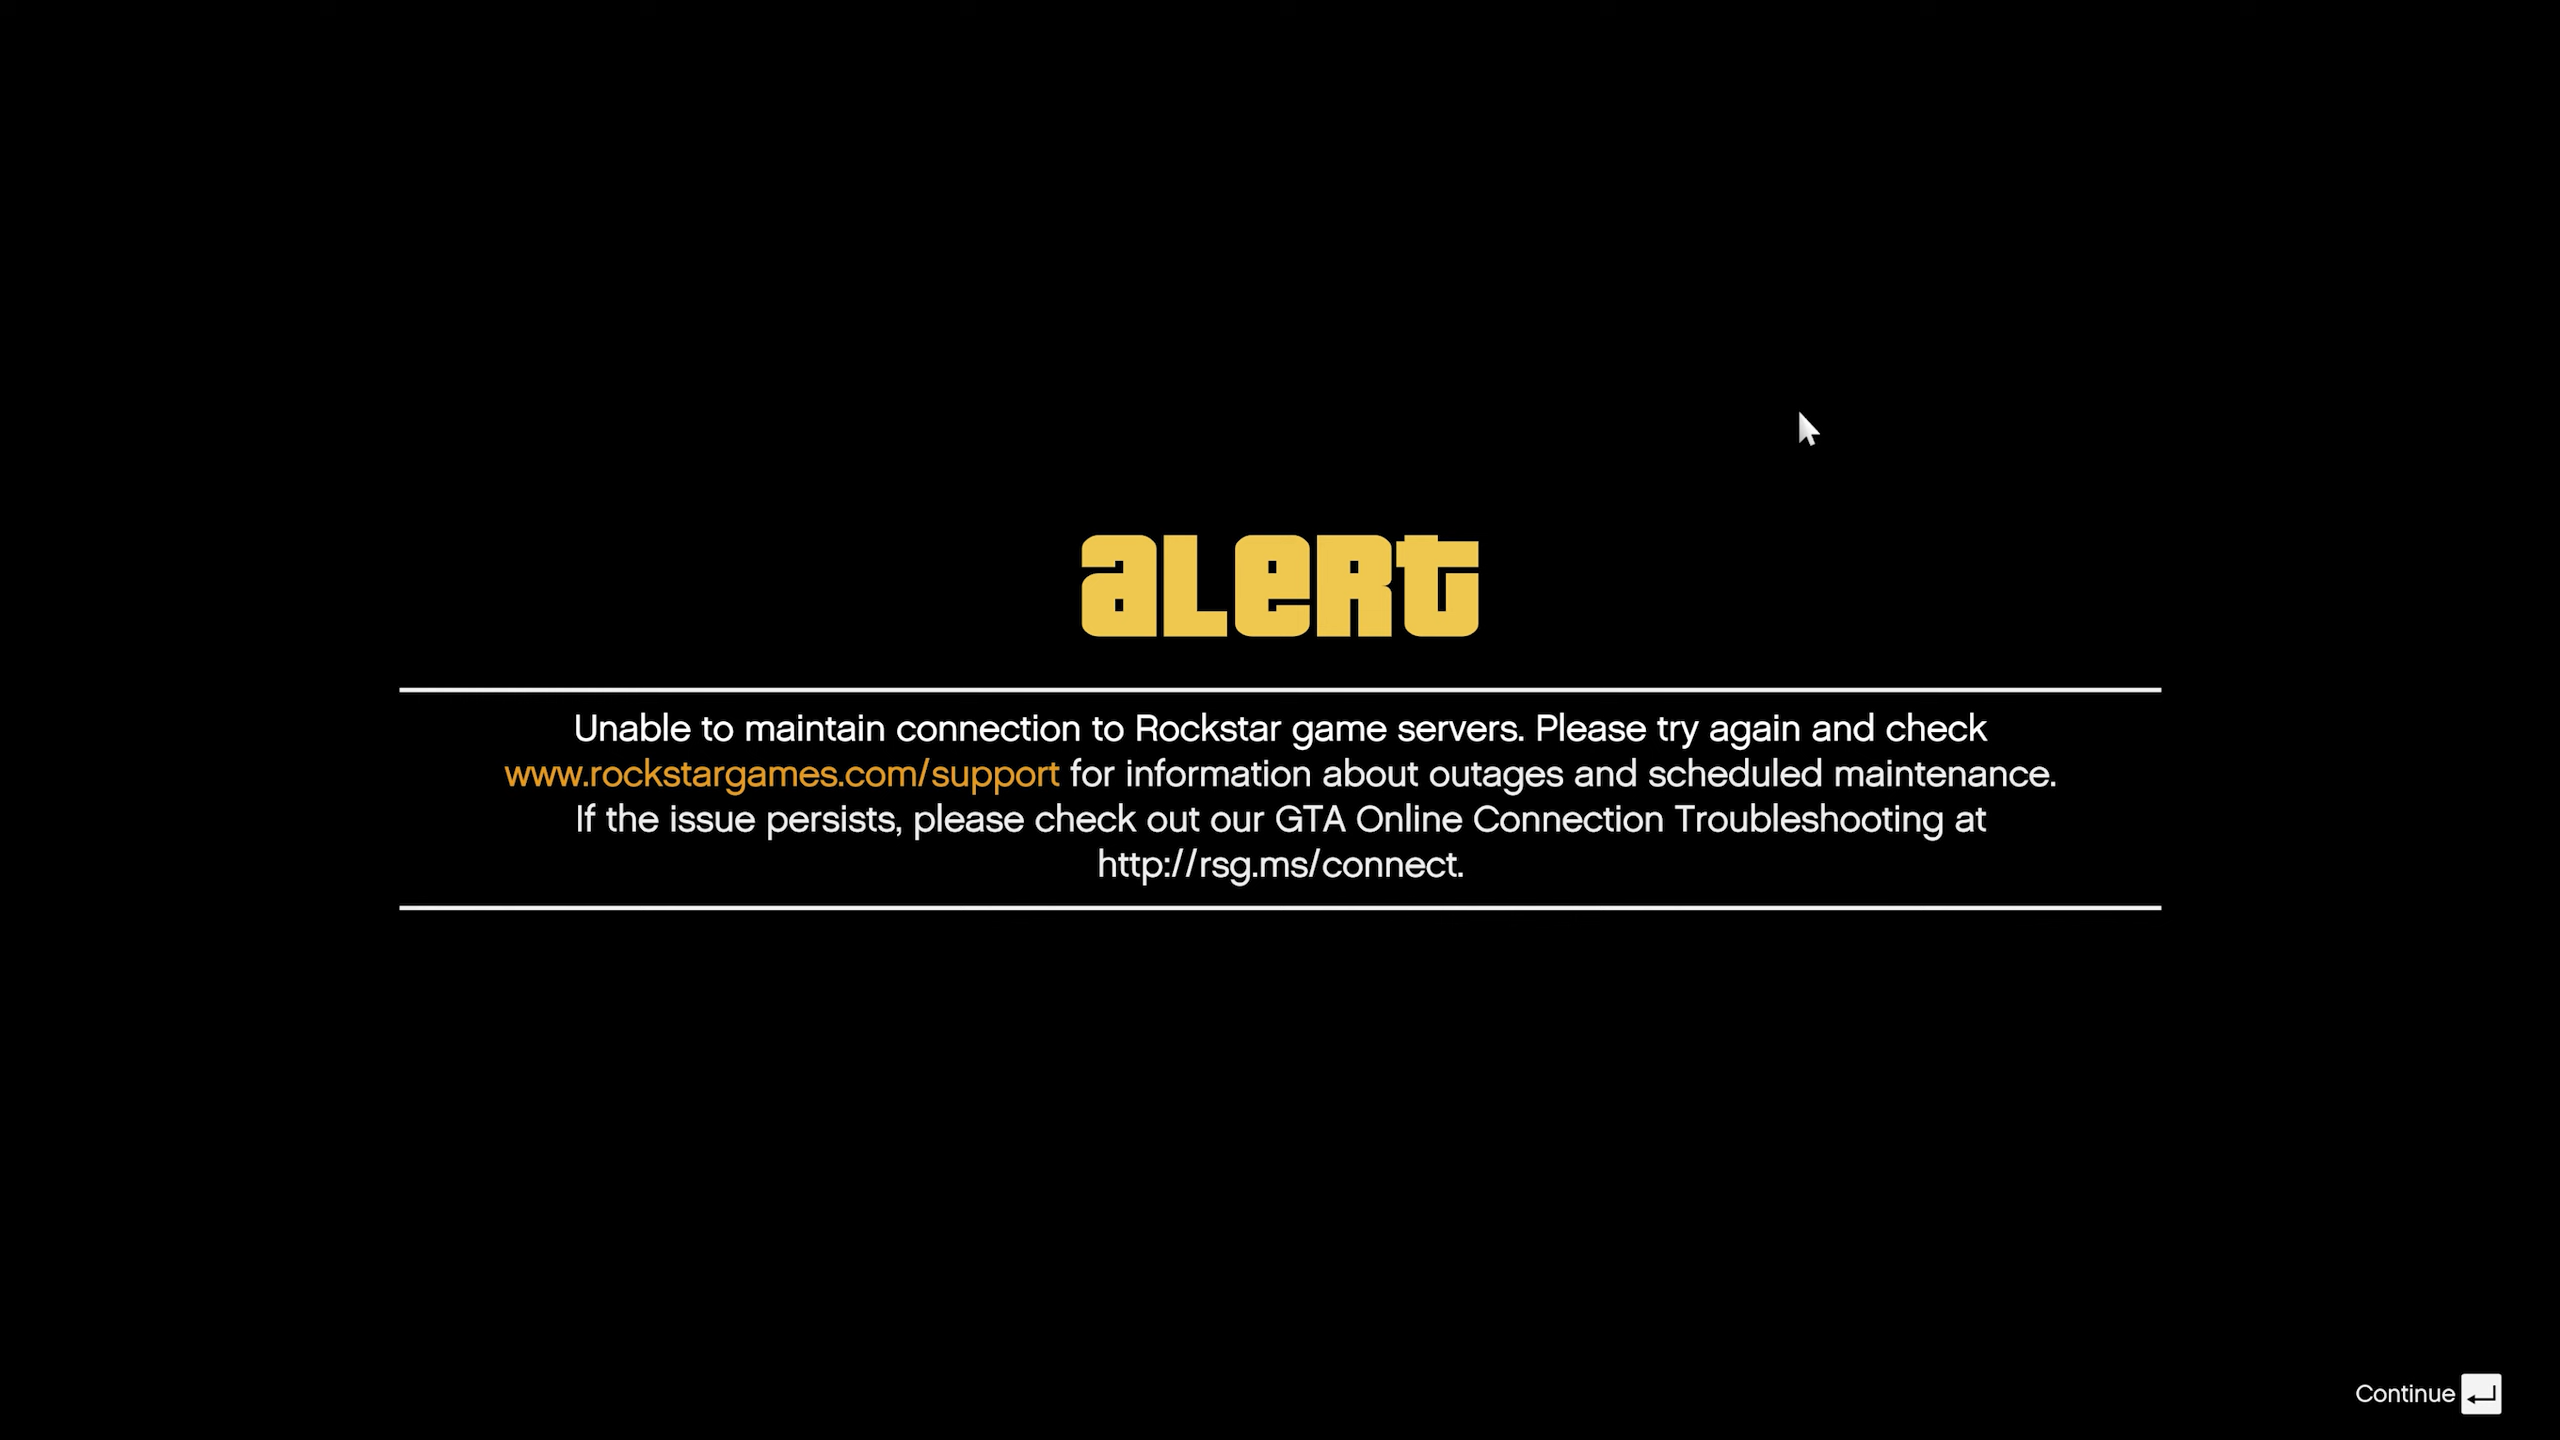 aLeRt
Unable to maintain connection to Rockstar game servers. Please try again and check
www.rockstargames.com/support for information about outages and scheduled maintenance.
If the issue persists, please check out our GTA Online Connection Troubleshooting at
http://rsg.ms/connect.
Continue